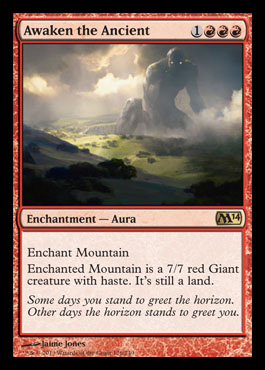 Awaken the Ancient 1
Enchantment — Aura M14
Enchant Mountain
Enchanted Mountain is a 7/7 red Giant
creature with haste. It's still a land.
Some days you stand to greet the horizon.
Other days the horizon stands to greet you.
Jaime Jones